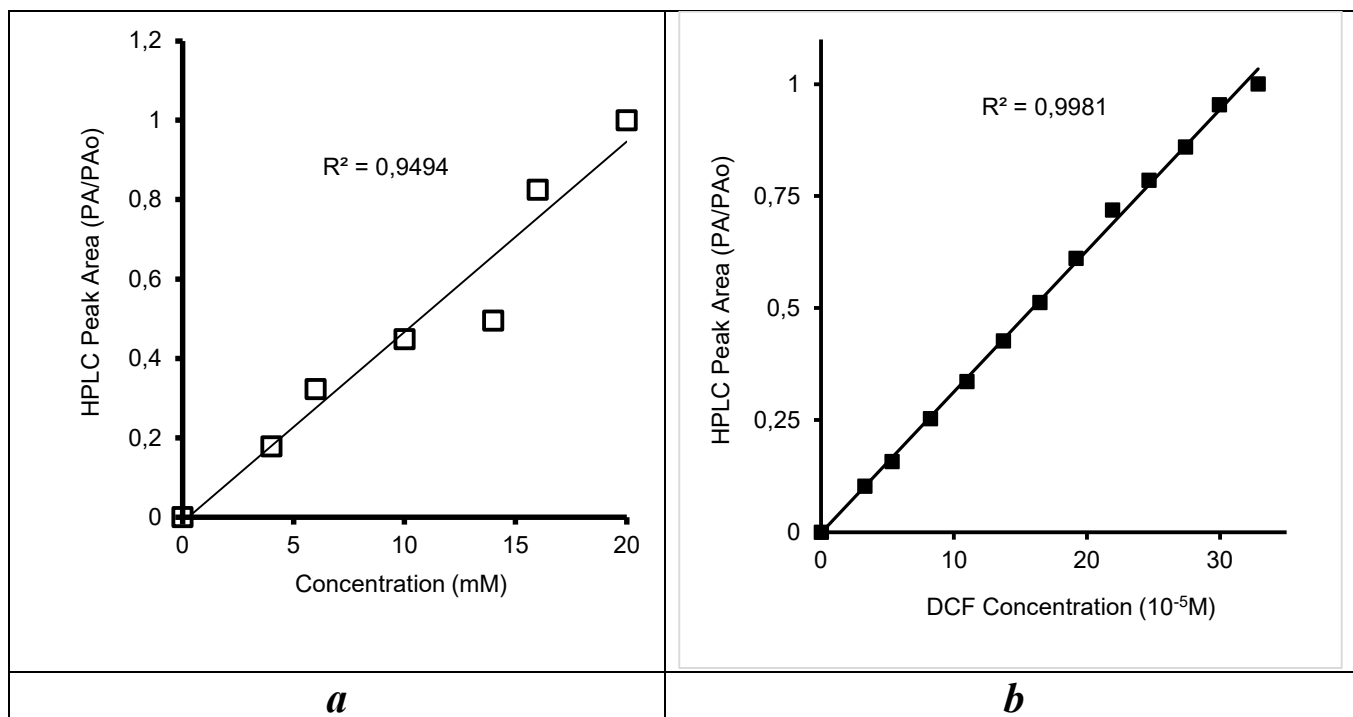 1,2
1
0,8
0,6
0,4
0,2
0
0 5 10 15 20
HPLC Peak Area (PA/PAo)
Concentration (mM)
R² = 0,9494
a
1
0,75
0,5
0,25
0
0 10 20 30
HPLC Peak Area (PA/PAo)
DCF Concentration (10⁻⁵M)
R² = 0,9981
b